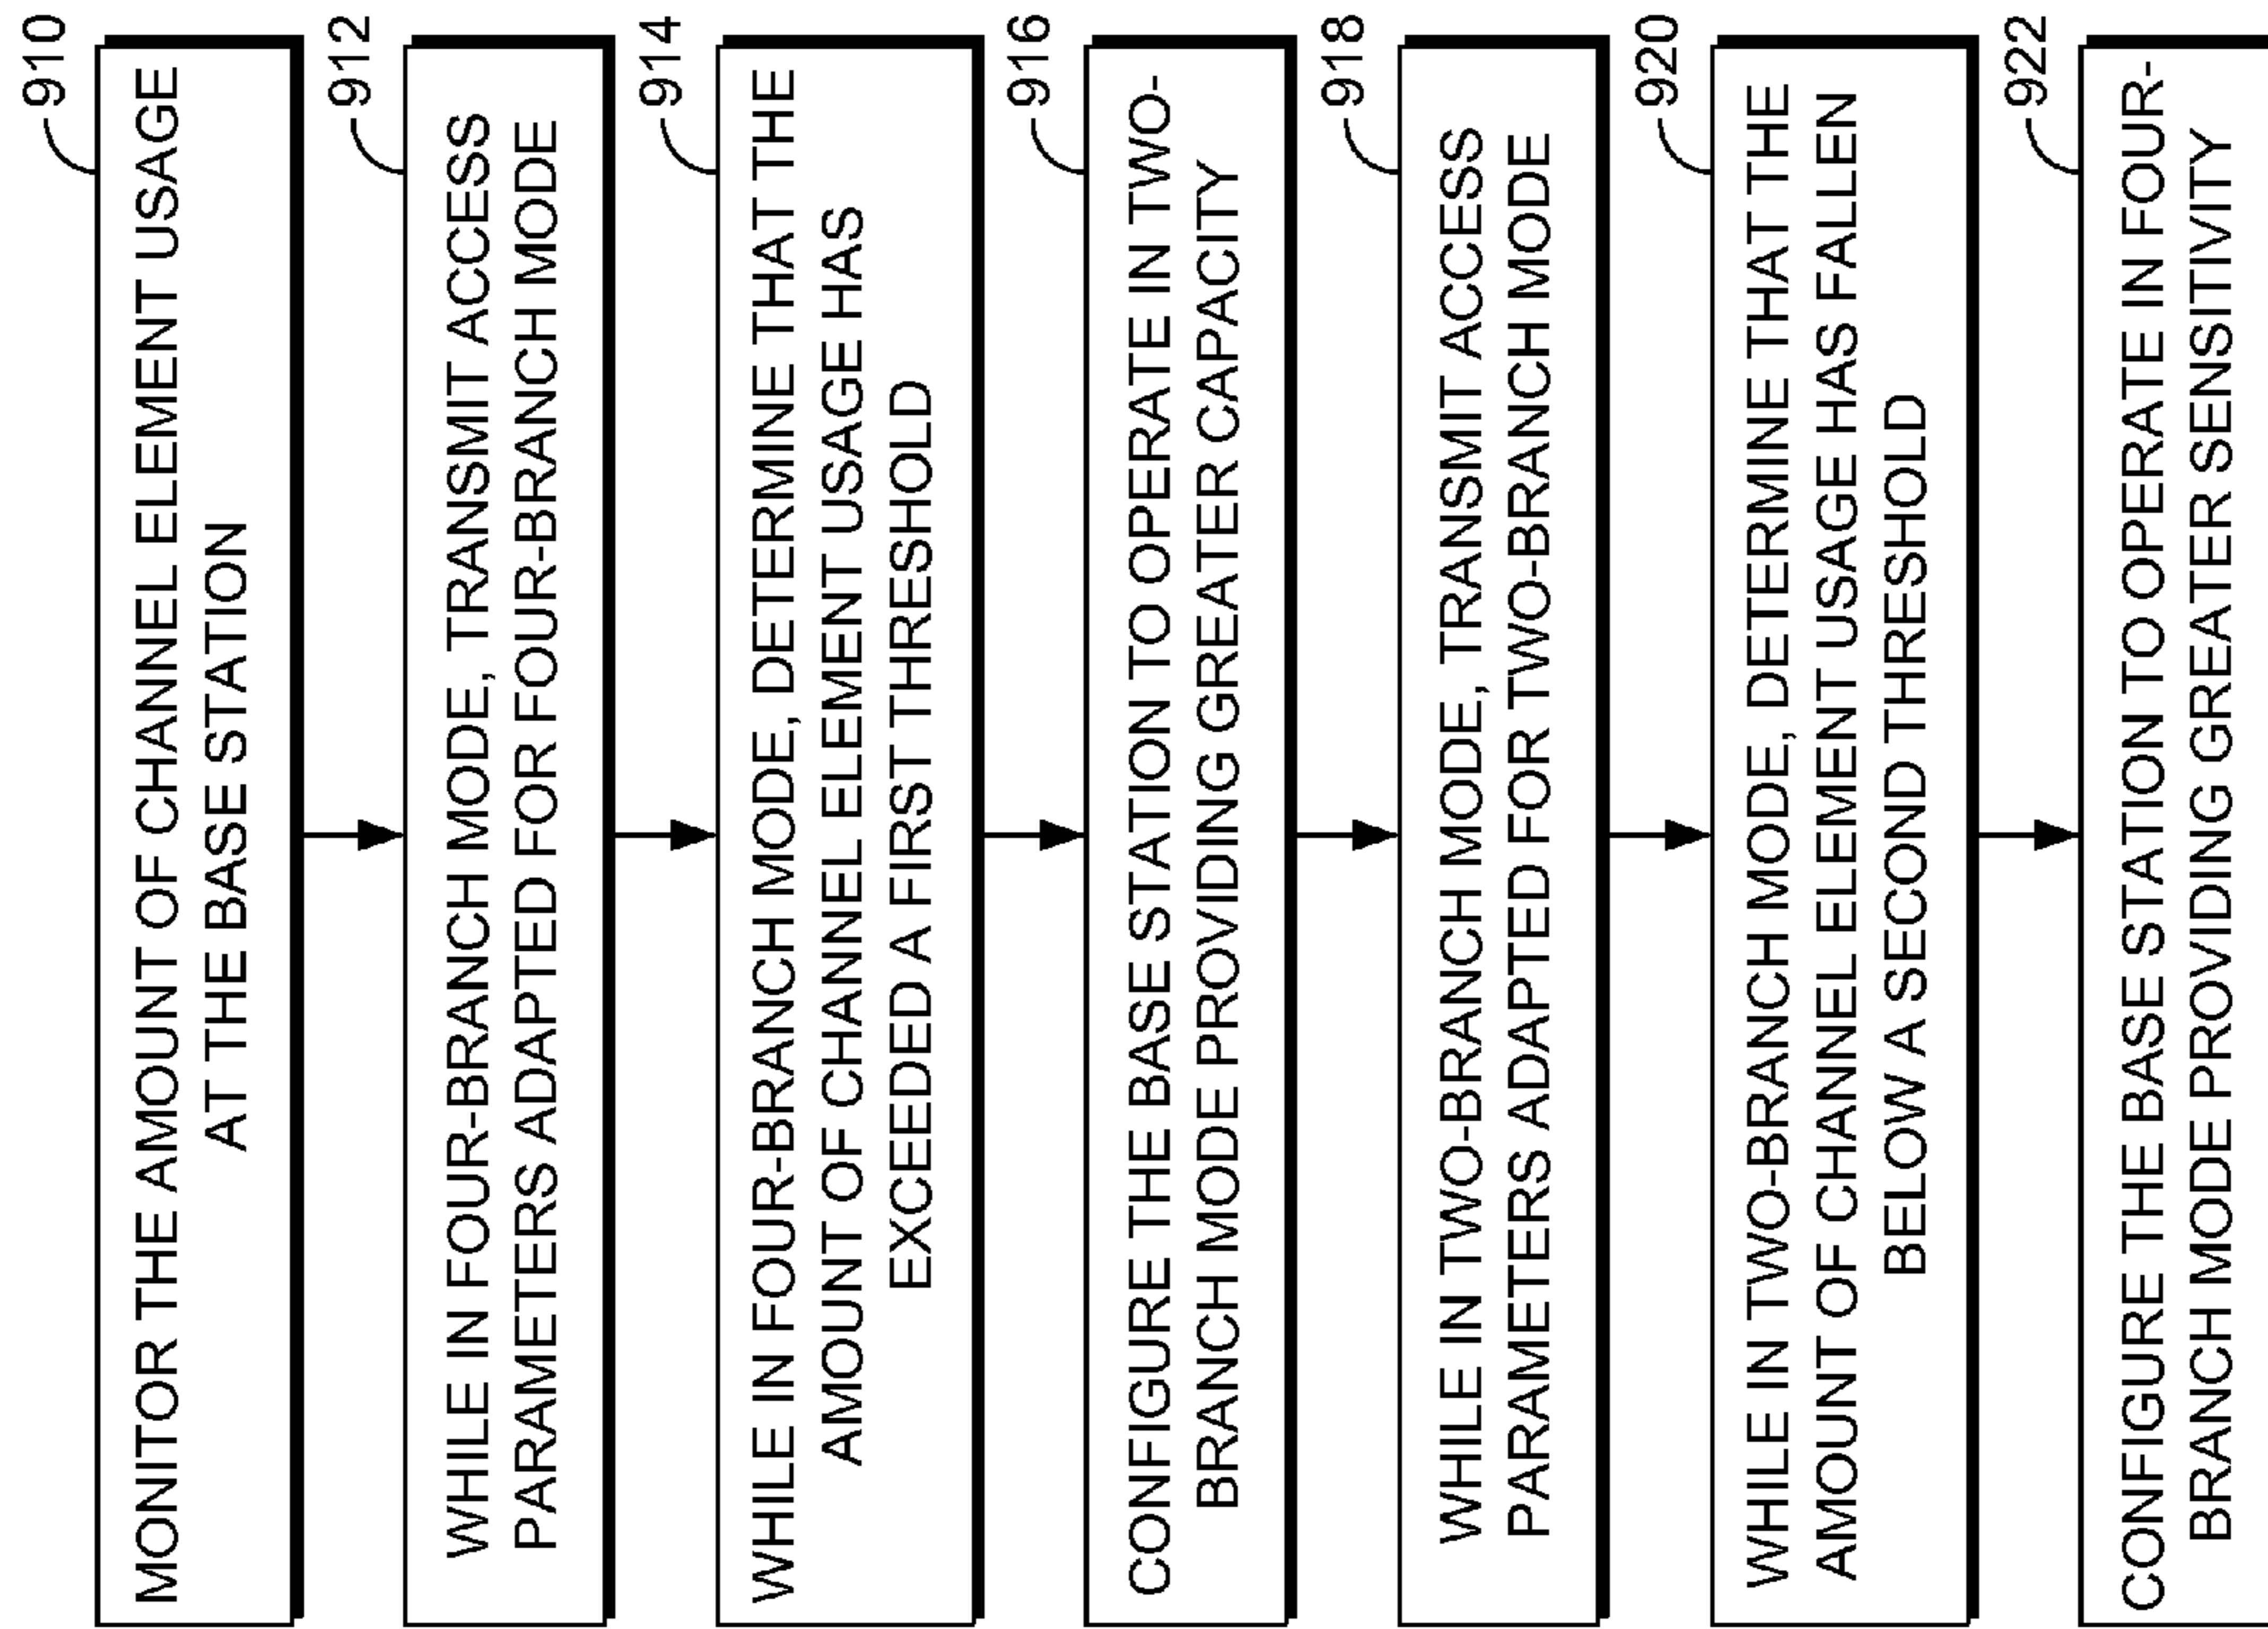 910
MONITOR THE AMOUNT OF CHANNEL ELEMENT USAGE
AT THE BASE STATION
912
WHILE IN FOUR-BRANCH MODE, TRANSMIT ACCESS
PARAMETERS ADAPTED FOR FOUR-BRANCH MODE
914
WHILE IN FOUR-BRANCH MODE, DETERMINE THAT THE
AMOUNT OF CHANNEL ELEMENT USAGE HAS
EXCEEDED A FIRST THRESHOLD
916
CONFIGURE THE BASE STATION TO OPERATE IN TWO-
BRANCH MODE PROVIDING GREATER CAPACITY
918
WHILE IN TWO-BRANCH MODE, TRANSMIT ACCESS
PARAMETERS ADAPTED FOR TWO-BRANCH MODE
920
WHILE IN TWO-BRANCH MODE, DETERMINE THAT THE
AMOUNT OF CHANNEL ELEMENT USAGE HAS FALLEN
BELOW A SECOND THRESHOLD
922
CONFIGURE THE BASE STATION TO OPERATE IN FOUR-
BRANCH MODE PROVIDING GREATER SENSITIVITY